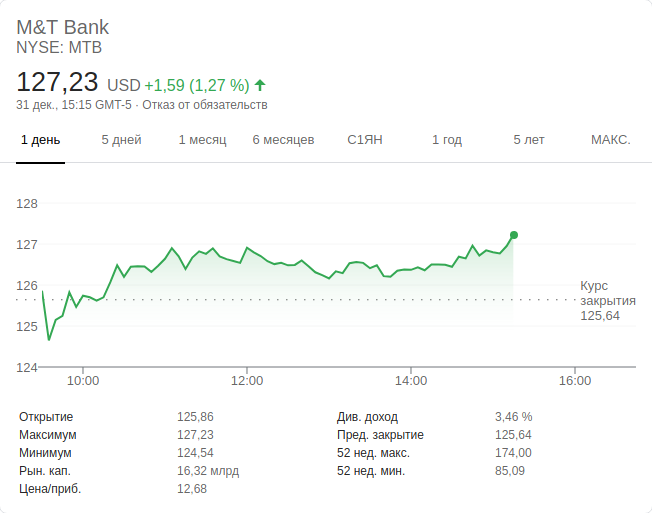 M&T Bank
NYSE: MTB
127,23 USD +1,59 (1,27 %)
31 дек., 15:15 GMT-5 · Отказ от обязательств
1 день 5 дней 1 месяц 6 месяцев С1ЯН 1 год 5 лет МАКС.
128
127
126
125
124
Курс
закрытия
125,64
10:00 12:00 14:00 16:00
Открытие 125,86
Максимум 127,23
Минимум 124,54
Рын. кап. 16,32 млрд
Цена/приб. 12,68
Див. доход 3,46 %
Пред. закрытие 125,64
52 нед. макс. 174,00
52 нед. мин. 85,09